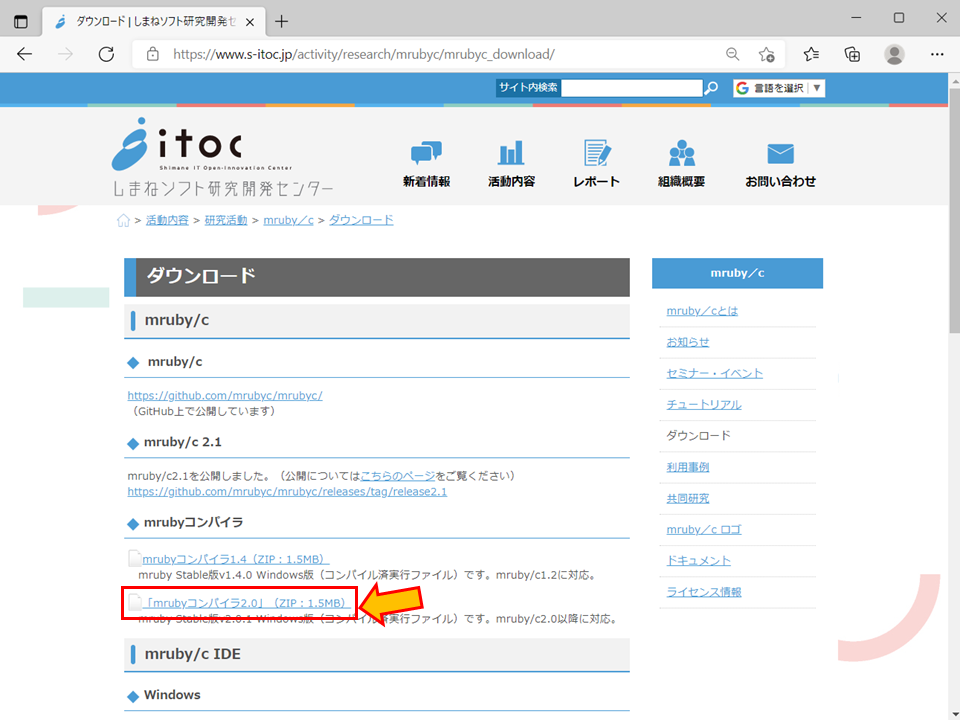 ダウンロード | しまねソフト研究開発セ
https://www.s-itoc.jp/activity/research/mrubyc/mrubyc_download/
サイト内検索
G 言語を選択 ▼
itoc
Shimane IT Open-Innovation Center
しまねソフト研究開発センター
新着情報
活動内容
レポート
組織概要
お問い合わせ
> 活動内容 > 研究活動 > mruby／c > ダウンロード
ダウンロード
mruby/c
mruby/c
https://github.com/mrubyc/mrubyc/
（GitHub上で公開しています）
mruby/c 2.1
mruby/c2.1を公開しました。（公開についてはこちらのページをご覧ください）
https://github.com/mrubyc/mrubyc/releases/tag/release2.1
mrubyコンパイラ
mrubyコンパイラ1.4（ZIP：1.5MB）
mruby Stable版v1.4.0 Windows版（コンパイル済実行ファイル）です。mruby/c1.2に対応。
「mrubyコンパイラ2.0」（ZIP：1.5MB）
mruby Stable版v2.0.1 Windows版（コンパイル済実行ファイル）です。mruby/c2.0以降に対応。
mruby/c IDE
Windows
mruby／c
mruby／cとは
お知らせ
セミナー・イベント
チュートリアル
ダウンロード
利用事例
共同研究
mruby／c ロゴ
ドキュメント
ライセンス情報